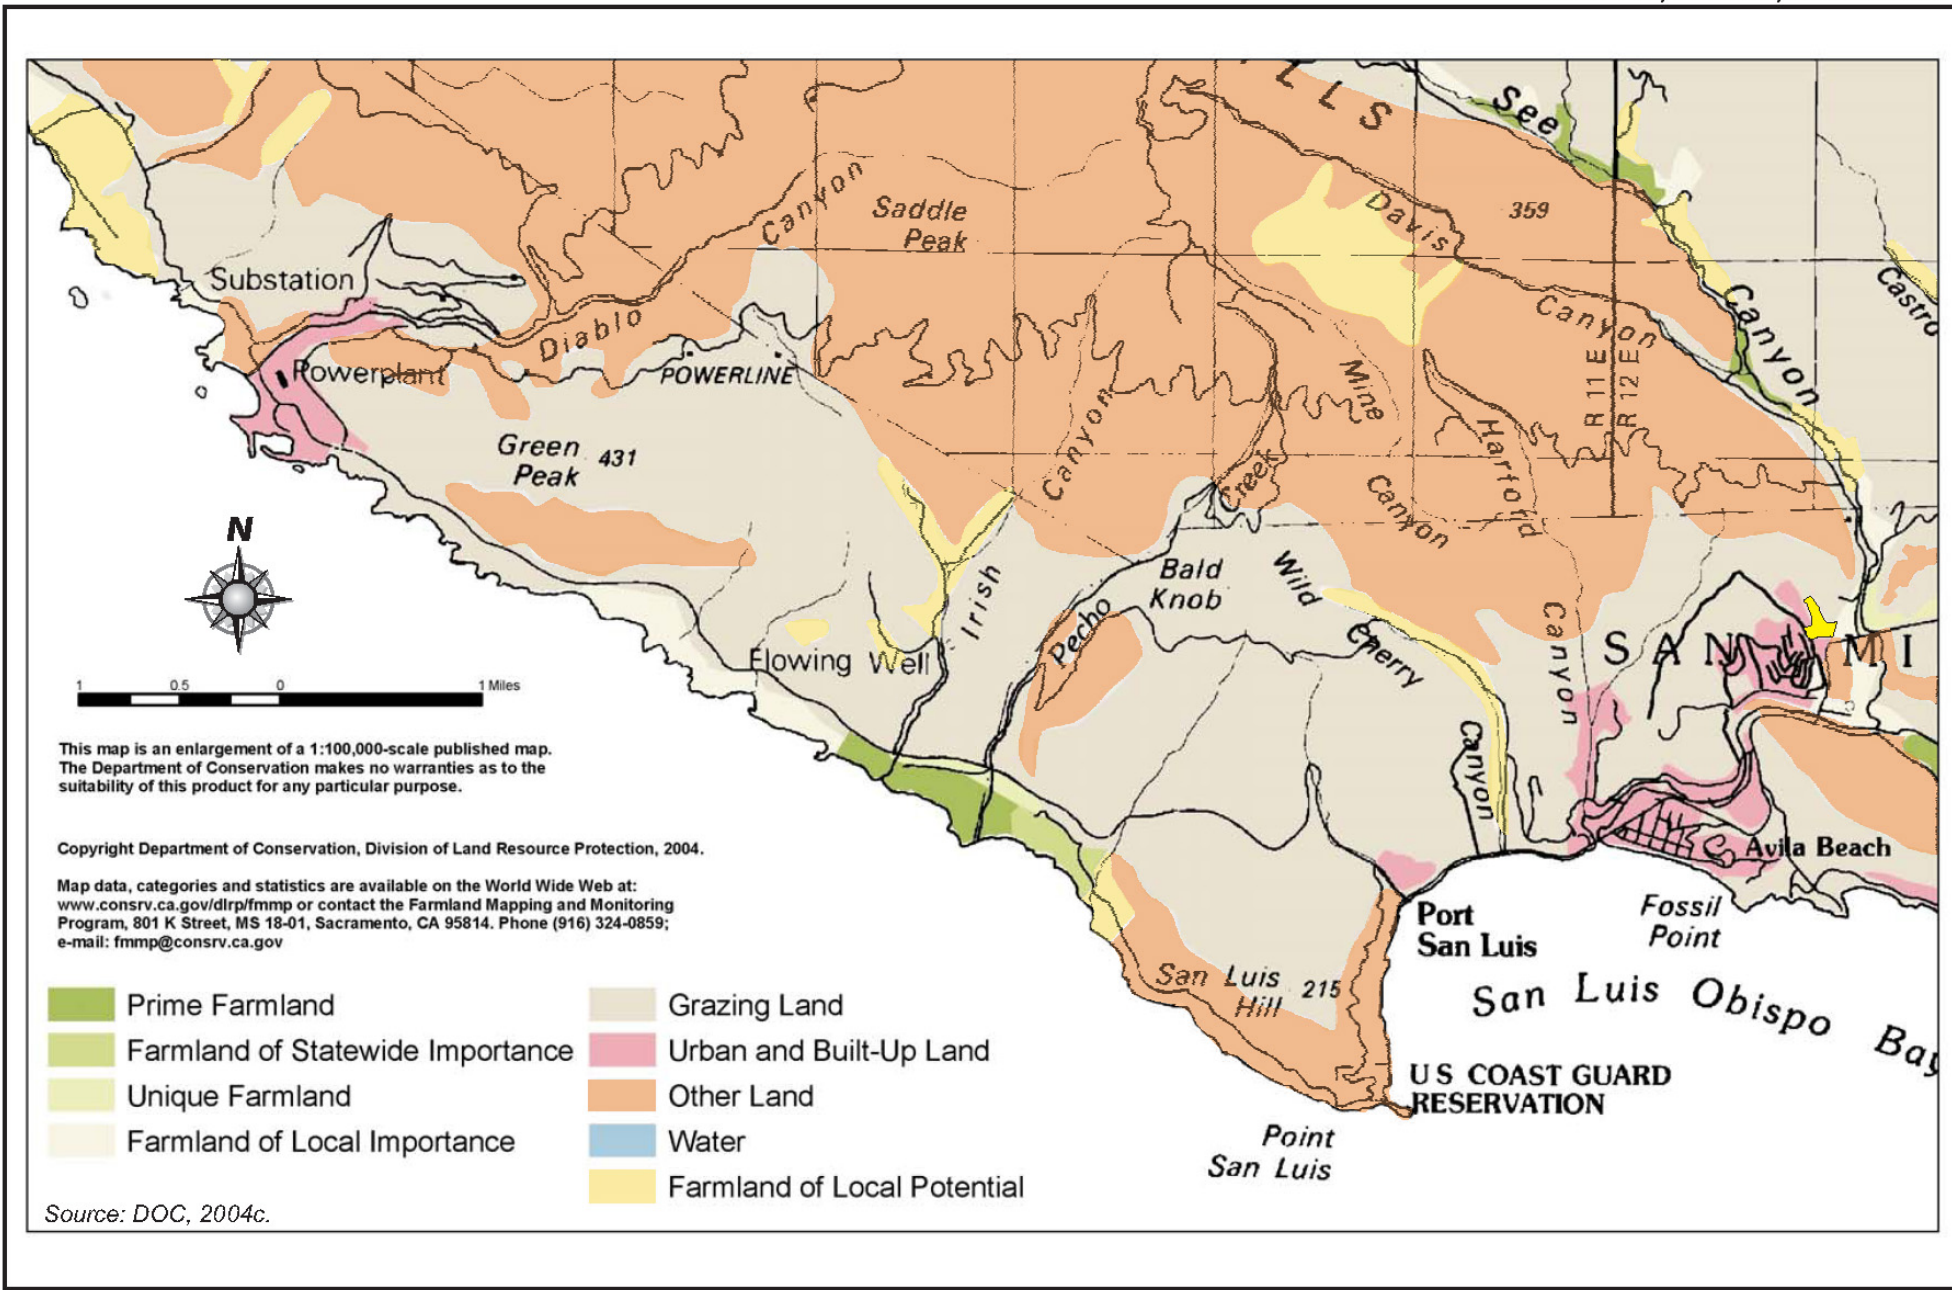 LLS
See
Canyon
Saddle
Peak
Davis
359
Substation
Castro
Canyon
Canyon
Diablo
R 11 E
R 12 E
Powerplant
POWERLINE
Mine
Canyon
Green 431
Peak
Creek
Harford
Canyon
N
Bald
Knob
Wild
Irish
Pecho
Cherry
Canyon
SAN MI
Flowing Well
1 0.5 0 1 Miles
Canyon
This map is an enlargement of a 1:100,000-scale published map.
The Department of Conservation makes no warranties as to the
suitability of this product for any particular purpose.
Copyright Department of Conservation, Division of Land Resource Protection, 2004.
Avila Beach
Map data, categories and statistics are available on the World Wide Web at:
www.consrv.ca.gov/dlrp/fmmp or contact the Farmland Mapping and Monitoring
Program, 801 K Street, MS 18-01, Sacramento, CA 95814. Phone (916) 324-0859;
e-mail: fmmp@consrv.ca.gov
Port
San Luis
Fossil
Point
San Luis 215
Hill
San Luis Obispo Bay
Prime Farmland
Farmland of Statewide Importance
Unique Farmland
Farmland of Local Importance
Grazing Land
Urban and Built-Up Land
Other Land
Water
Farmland of Local Potential
U S COAST GUARD
RESERVATION
Point
San Luis
Source: DOC, 2004c.